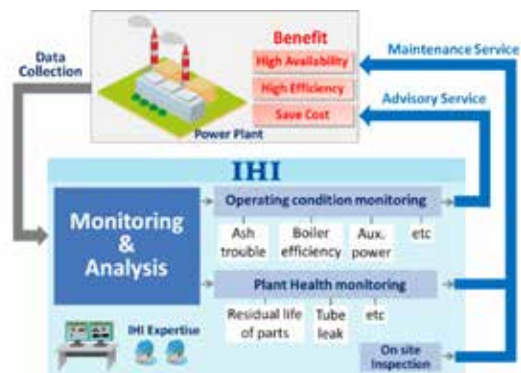 Data
Collection
Benefit
High Availability
High Efficiency
Save Cost
Power Plant
Maintenance Service
Advisory Service
IHI
Monitoring
&
Analysis
Operating condition monitoring
Ash
trouble
Boiler
efficiency
Aux.
power
etc
Plant Health monitoring
Residual life
of parts
Tube
leak
etc
IHI Expertise
On site
Inspection